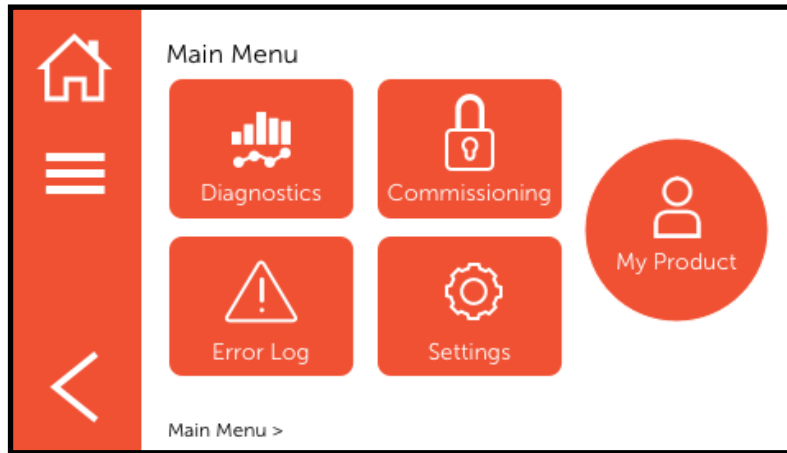 Main Menu
Diagnostics
Commissioning
My Product
Error Log
Settings
Main Menu >